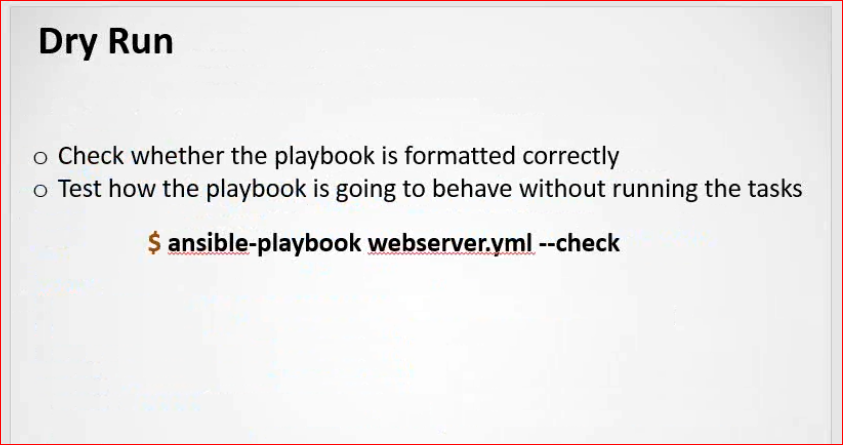 Dry Run
o Check whether the playbook is formatted correctly
o Test how the playbook is going to behave without running the tasks
$ ansible-playbook webserver.yml --check